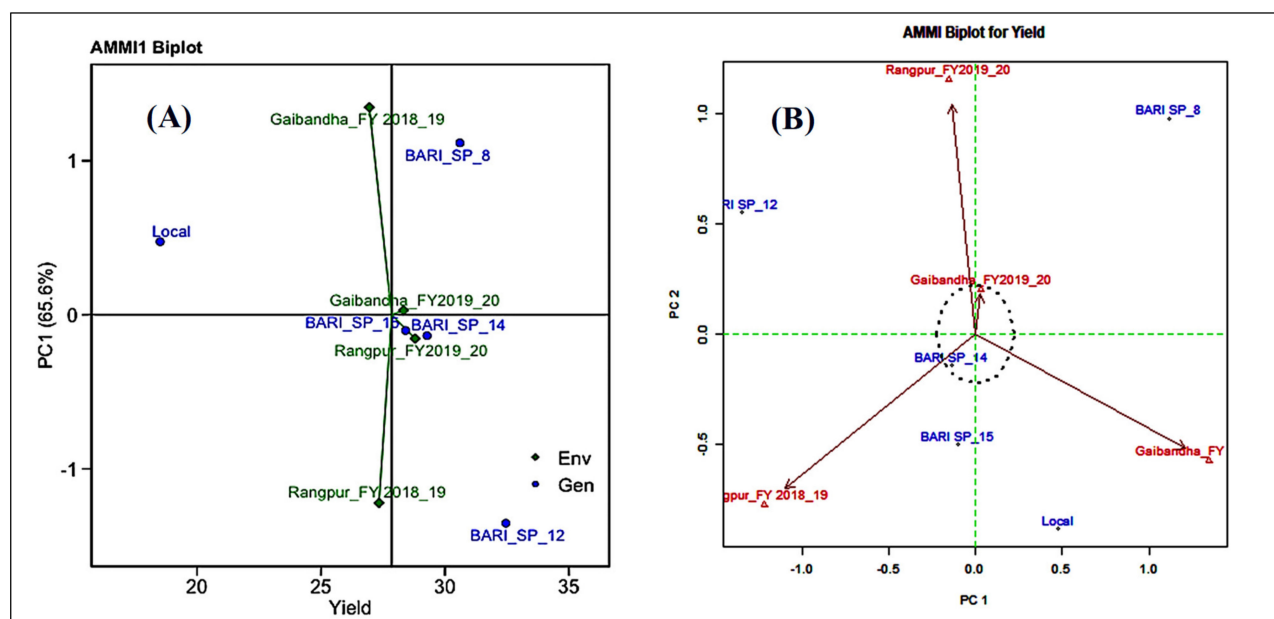 AMMI1 Biplot
(A)
Gaibandha_FY 2018_19
BARI_SP_8
Local
Gaibandha_FY2019_20
BARI_SP_15 BARI_SP_14
Rangpur_FY2019_20
Rangpur_FY 2018_19
BARI_SP_12
Env
Gen
1
0
-1
PC1 (65.6%)
20 25 30 35
Yield
AMMI Biplot for Yield
(B)
Rangpur_FY2019_20
BARI SP_8
RI SP_12
Gaibandha_FY2019_20
BARI SP_14
BARI SP_15
Gaibandha_FY
gpur_FY 2018_19
Local
1.0
0.5
0.0
-0.5
PC 2
-1.0 -0.5 0.0 0.5 1.0
PC 1